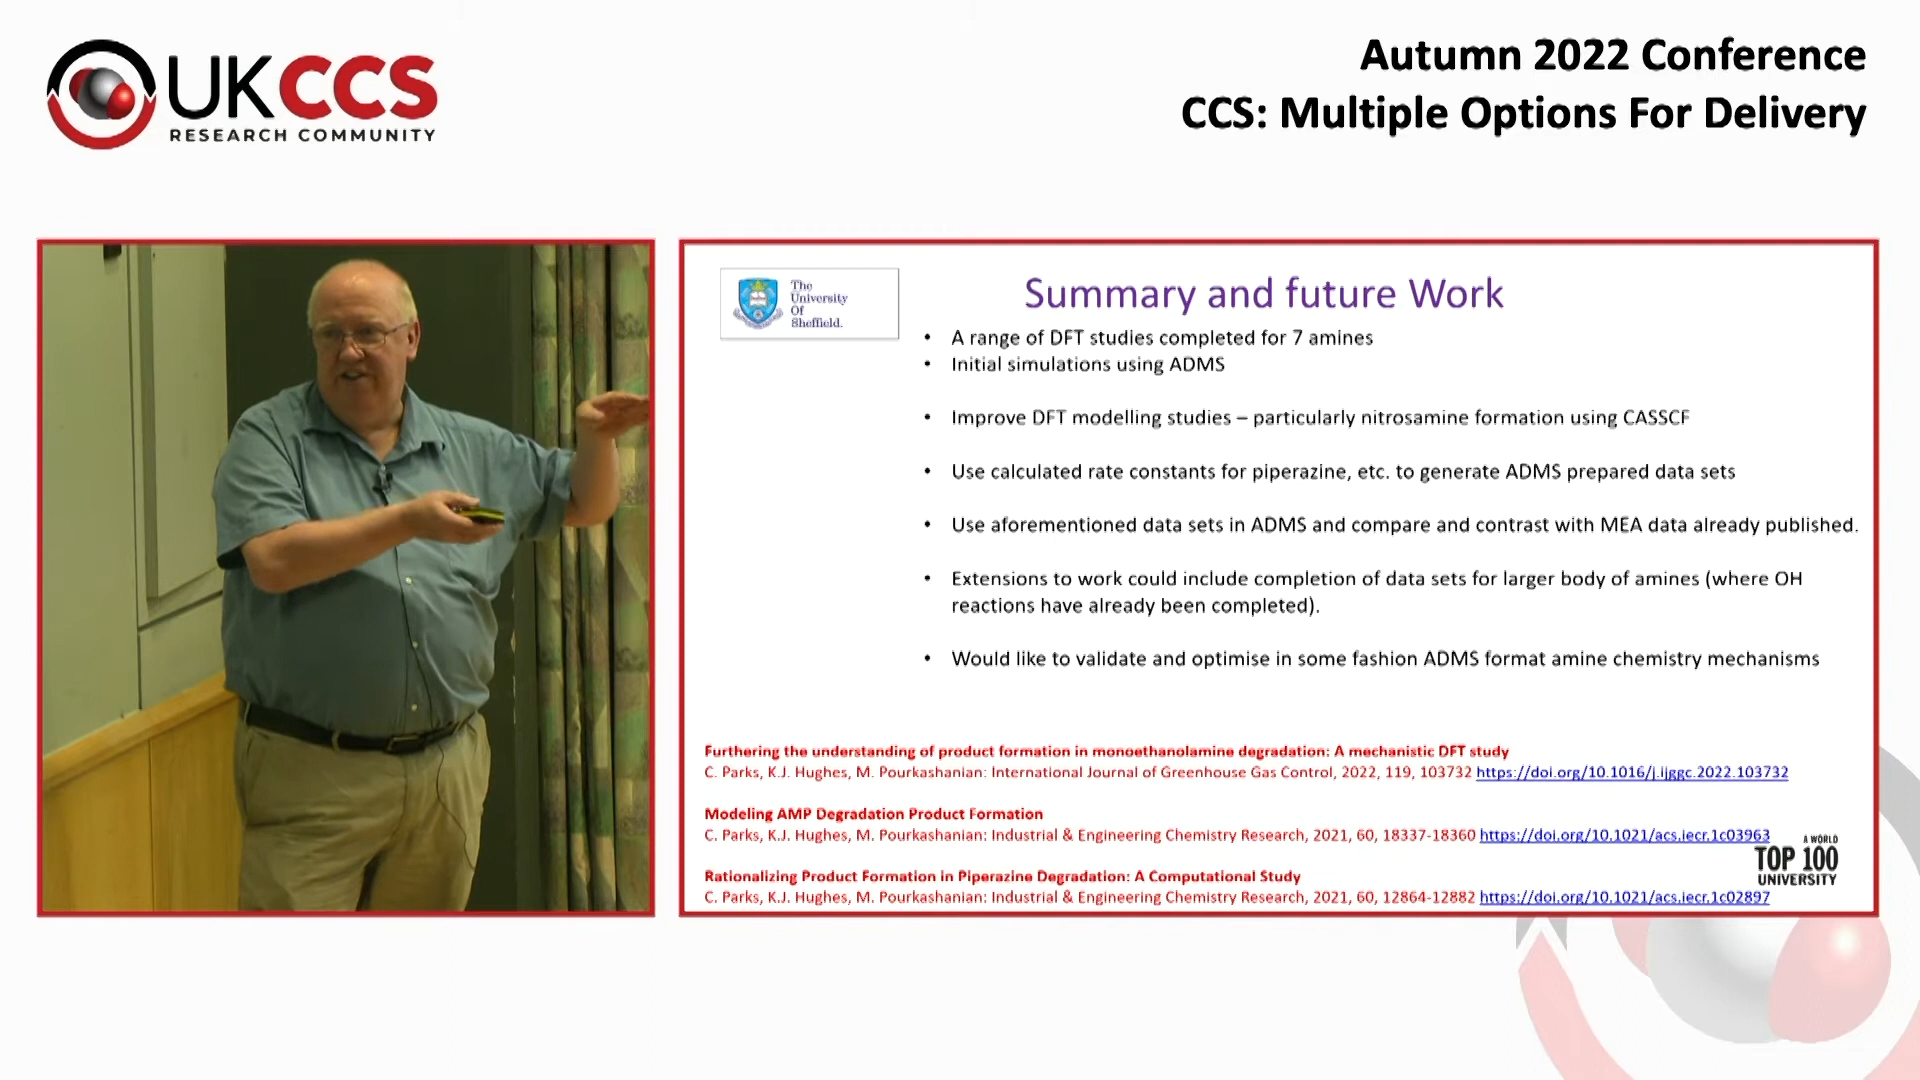 UKCCS
RESEARCH COMMUNITY
Autumn 2022 Conference
CCS: Multiple Options For Delivery
The
University
Of
Sheffield.
Summary and future Work
• A range of DFT studies completed for 7 amines
• Initial simulations using ADMS
• Improve DFT modelling studies – particularly nitrosamine formation using CASSCF
• Use calculated rate constants for piperazine, etc. to generate ADMS prepared data sets
• Use aforementioned data sets in ADMS and compare and contrast with MEA data already published.
• Extensions to work could include completion of data sets for larger body of amines (where OH
reactions have already been completed).
• Would like to validate and optimise in some fashion ADMS format amine chemistry mechanisms
Furthering the understanding of product formation in monoethanolamine degradation: A mechanistic DFT study
C. Parks, K.J. Hughes, M. Pourkashanian: International Journal of Greenhouse Gas Control, 2022, 119, 103732 https://doi.org/10.1016/j.ijggc.2022.103732
Modeling AMP Degradation Product Formation
C. Parks, K.J. Hughes, M. Pourkashanian: Industrial & Engineering Chemistry Research, 2021, 60, 18337-18360 https://doi.org/10.1021/acs.iecr.1c03963
Rationalizing Product Formation in Piperazine Degradation: A Computational Study
C. Parks, K.J. Hughes, M. Pourkashanian: Industrial & Engineering Chemistry Research, 2021, 60, 12864-12882 https://doi.org/10.1021/acs.iecr.1c02897
A WORLD
TOP 100
UNIVERSITY